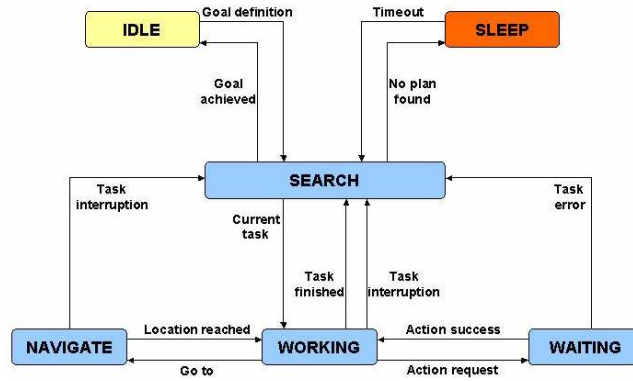 Goal definition
Timeout
IDLE
SLEEP
Goal
achieved
No plan
found
SEARCH
Task
interruption
Task
error
Current
task
Task
finished
Task
interruption
Location reached
Action success
NAVIGATE
WORKING
WAITING
Go to
Action request